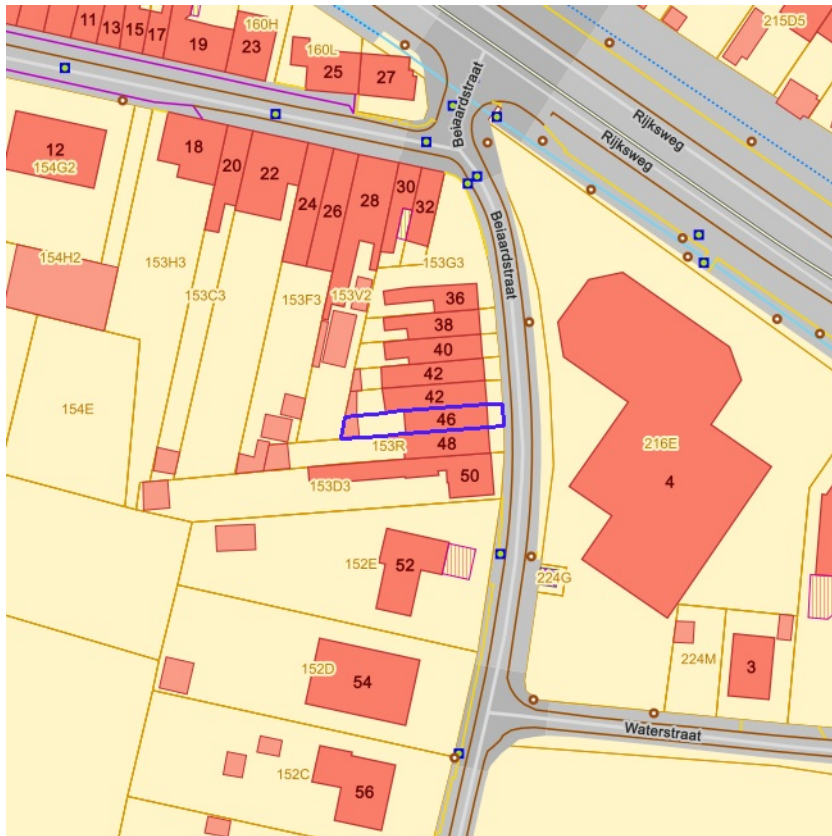 160H
215D5
11
13
15
17
19
23
160L
25
27
Beiaardstraat
Rijksweg
Rijksweg
12
154G2
18
20
22
24
26
28
30
32
154H2
153H3
153C3
153F3
153V2
153G3
Beiaardstraat
36
38
40
42
42
46
48
50
154E
153R
153D3
216E
4
152E
52
224G
152D
54
224M
3
Waterstraat
152C
56